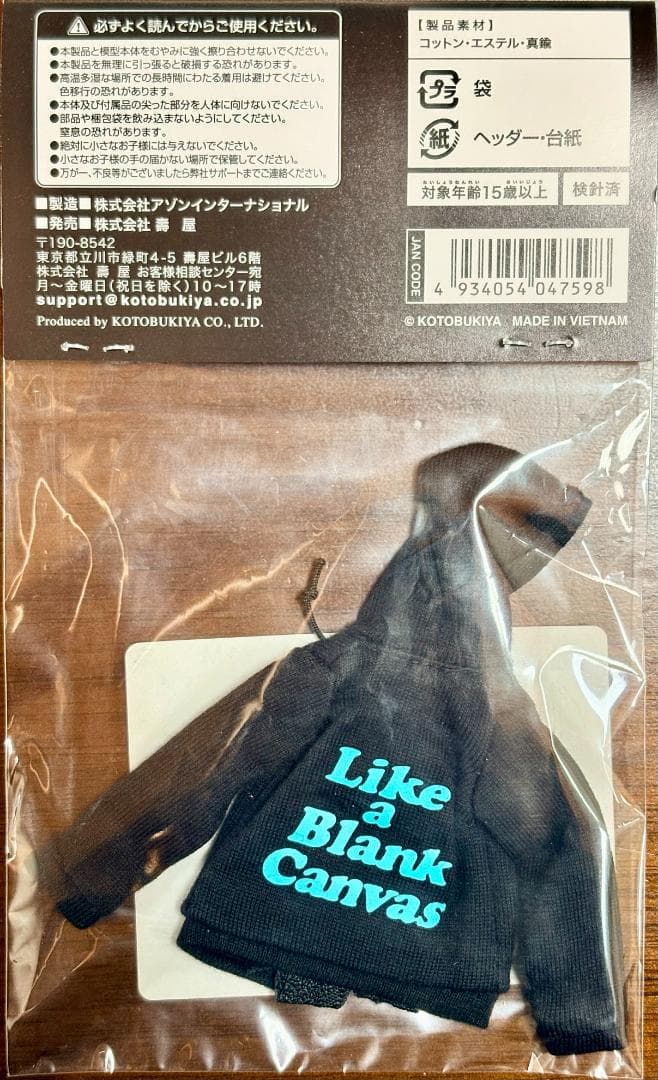 必ずよく読んでからご使用ください。
●本製品と模型本体をむやみに強く擦り合わせないでください。
●本製品を無理に引っ張ると破損する恐れがあります。
●高温多湿な場所での長時間にわたる着用は避けてください。
色移行の恐れがあります。
●本体及び付属品の尖った部分を人体に向けないでください。
●部品や梱包袋を飲み込まないようにしてください。
窒息の恐れがあります。
●絶対に小さなお子様には与えないでください。
●小さなお子様の手の届かない場所で保管してください。
●万が一、不良等がございましたら弊社サポートまでご連絡ください。
■製造■ 株式会社アゾンインターナショナル
■発売■ 株式会社 壽 屋
〒190-8542
東京都立川市緑町4-5 壽屋ビル6階
株式会社 壽 屋 お客様相談センター宛
月～金曜日(祝日を除く)10～17時
support@kotobukiya.co.jp
Produced by KOTOBUKIYA CO., LTD.
【製品素材】
コットン・エステル・真鍮
プラ 袋
紙 ヘッダー・台紙
たいしょうねんれい さいいじょう
対象年齢15歳以上
検針済
JAN CODE
4 934054 047598
© KOTOBUKIYA MADE IN VIETNAM
Like
a
Blank
Canvas